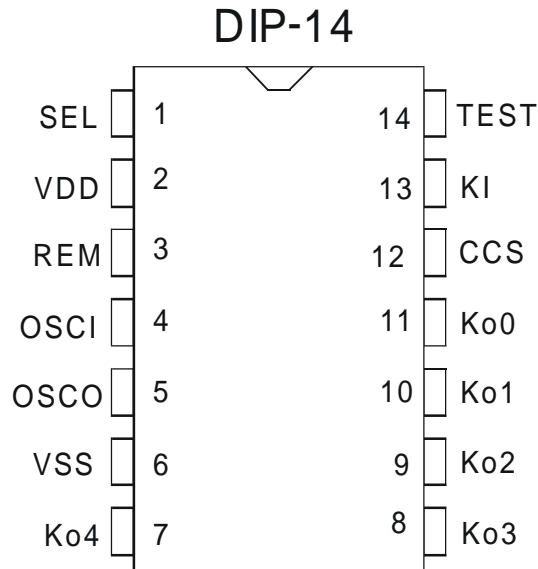 DIP-14
SEL 1 14 TEST
VDD 2 13 KI
REM 3 12 CCS
OSCI 4 11 Ko0
OSCO 5 10 Ko1
VSS 6 9 Ko2
Ko4 7 8 Ko3